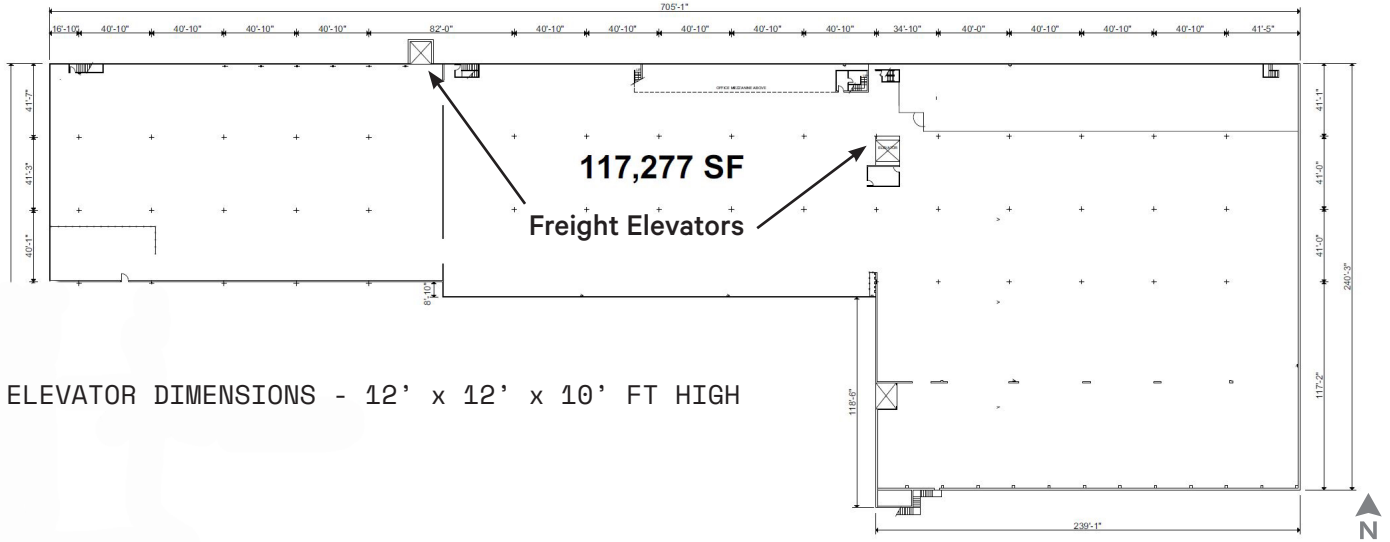 705'-1"
16'-10" 40'-10" 40'-10" 40'-10" 40'-10" 82'-0" 40'-10" 40'-10" 40'-10" 40'-10" 40'-10" 34'-10" 40'-0" 40'-10" 40'-10" 40'-10" 41'-5"
OFFICE MEZZANINE ABOVE
41'-7"
41'-1"
117,277 SF
41'-3"
41'-0"
Freight Elevators
40'-1"
41'-0"
240'-3"
8'-10"
ELEVATOR DIMENSIONS - 12’ x 12’ x 10’ FT HIGH
118'-6"
117'-2"
239'-1"
N